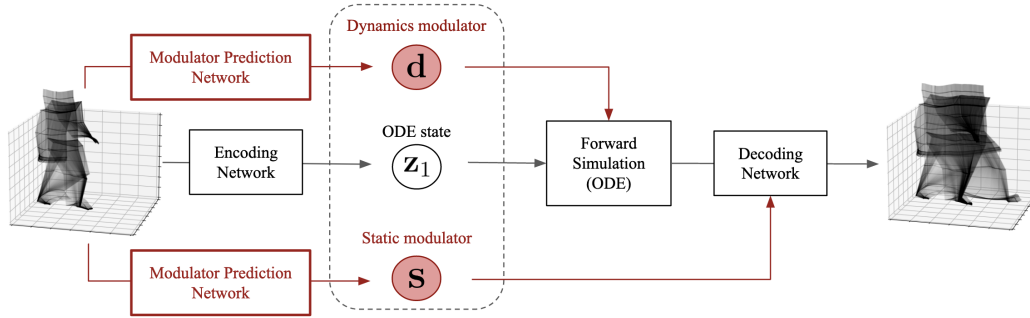 Dynamics modulator
Modulator Prediction
Network
d
ODE state
Encoding
Network
z1
Forward
Simulation
(ODE)
Decoding
Network
Static modulator
Modulator Prediction
Network
s